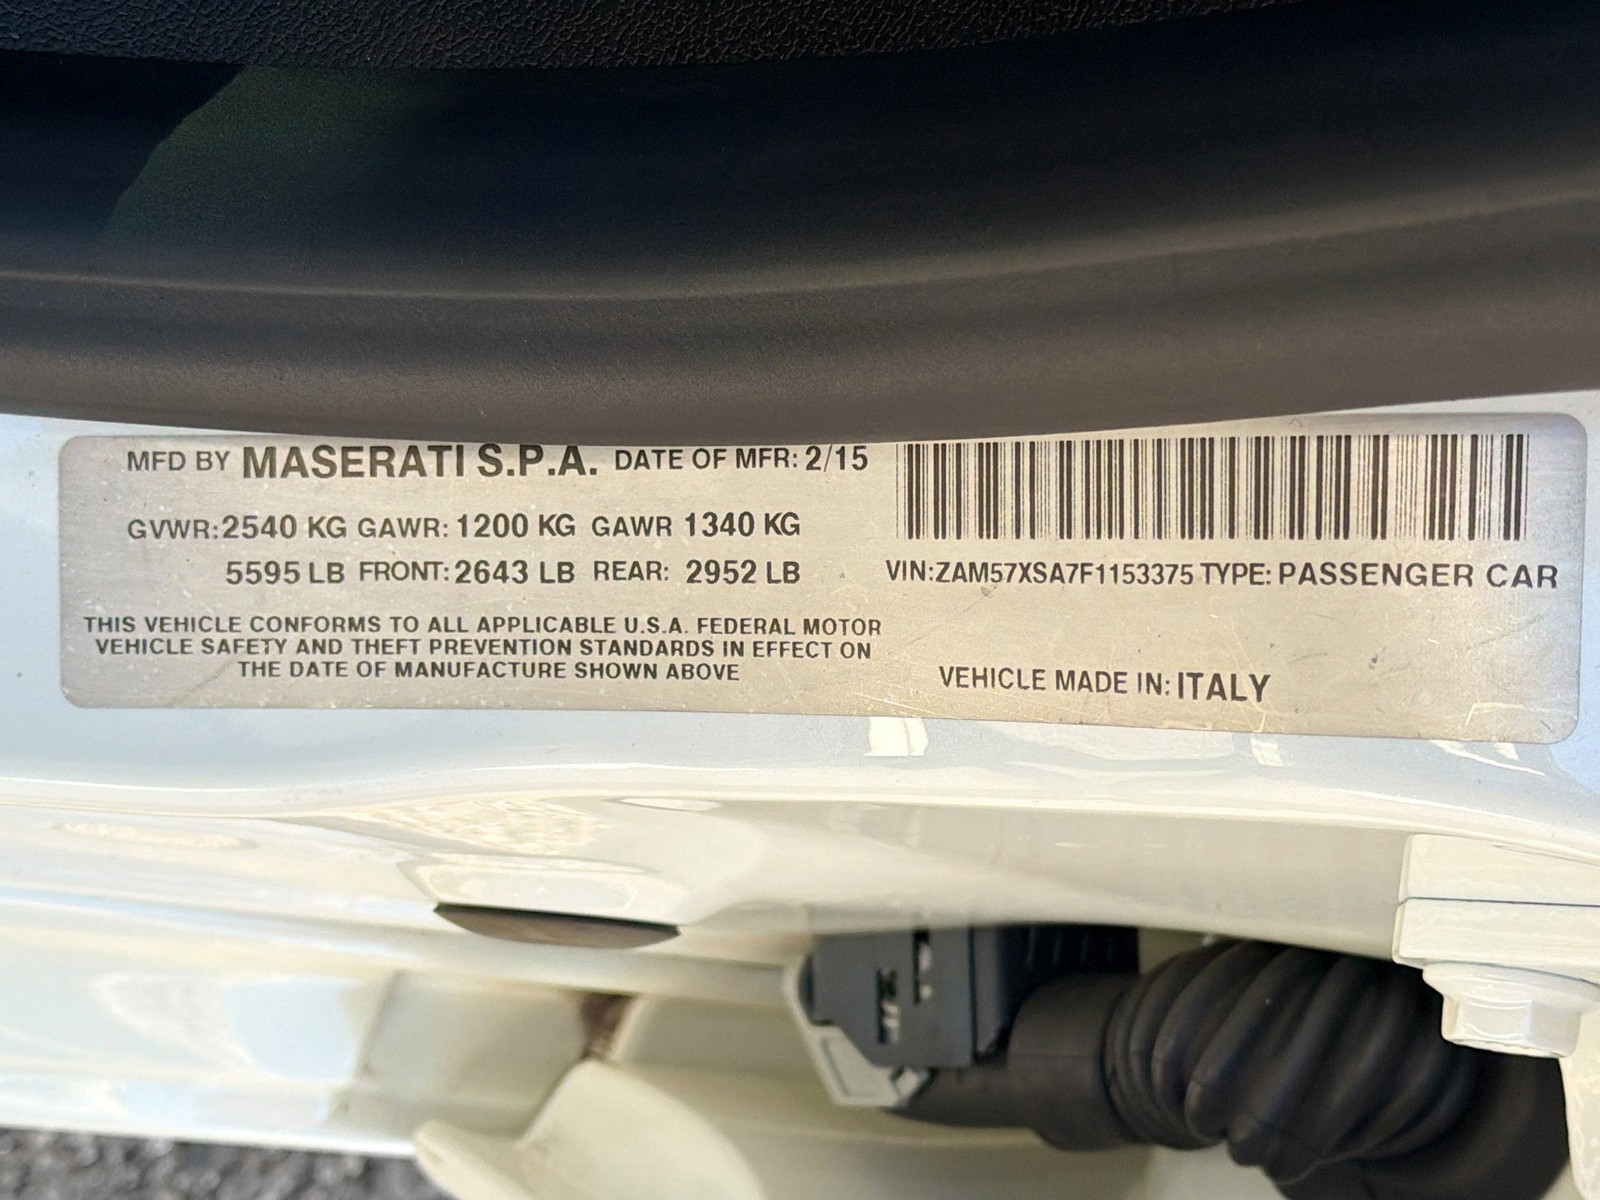 MFD BY MASERATI S.P.A. DATE OF MFR: 2/15
GVWR: 2540 KG GAWR: 1200 KG GAWR 1340 KG
5595 LB FRONT: 2643 LB REAR: 2952 LB
THIS VEHICLE CONFORMS TO ALL APPLICABLE U.S.A. FEDERAL MOTOR
VEHICLE SAFETY AND THEFT PREVENTION STANDARDS IN EFFECT ON
THE DATE OF MANUFACTURE SHOWN ABOVE
VIN:ZAM57XSA7F1153375 TYPE: PASSENGER CAR
VEHICLE MADE IN: ITALY